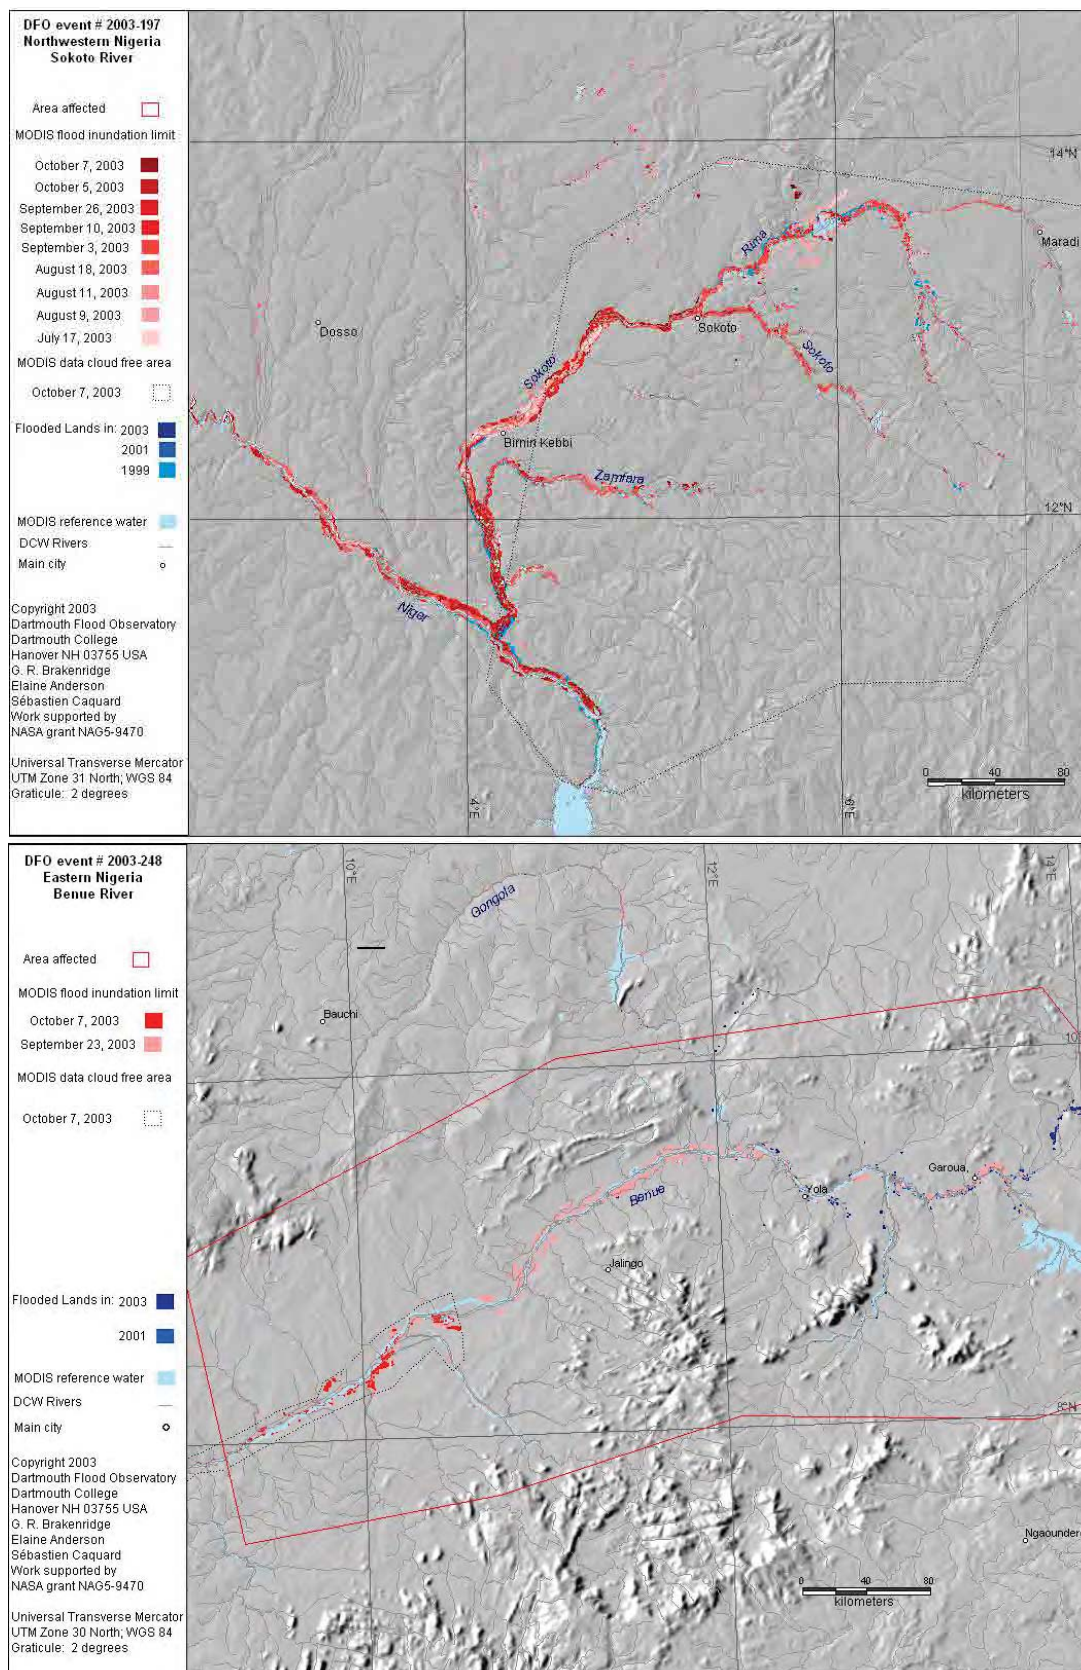 DFO event # 2003-197
Northwestern Nigeria
Sokoto River
Area affected
MODIS flood inundation limit
October 7, 2003
October 5, 2003
September 26, 2003
September 10, 2003
September 3, 2003
August 18, 2003
August 11, 2003
August 9, 2003
July 17, 2003
MODIS data cloud free area
October 7, 2003
Flooded Lands in: 2003
2001
1999
MODIS reference water
DCW Rivers
Main city
Copyright 2003
Dartmouth Flood Observatory
Dartmouth College
Hanover NH 03755 USA
G. R. Brakenridge
Elaine Anderson
Sébastien Caquard
Work supported by
NASA grant NAG5-9470
Universal Transverse Mercator
UTM Zone 31 North; WGS 84
Graticule: 2 degrees
14°N
Maradi
Rima
Dosso
Sokoto
Sokoto
Sokoto
Birnin Kebbi
Zamfara
12°N
Niger
4°E
6°E
0 40 80
kilometers
DFO event # 2003-248
Eastern Nigeria
Benue River
Area affected
MODIS flood inundation limit
October 7, 2003
September 23, 2003
MODIS data cloud free area
October 7, 2003
Flooded Lands in: 2003
2001
MODIS reference water
DCW Rivers
Main city
Copyright 2003
Dartmouth Flood Observatory
Dartmouth College
Hanover NH 03755 USA
G. R. Brakenridge
Elaine Anderson
Sébastien Caquard
Work supported by
NASA grant NAG5-9470
Universal Transverse Mercator
UTM Zone 30 North; WGS 84
Graticule: 2 degrees
10°E
12°E
14°E
Gongola
Bauchi
10
Garoua
Yola
Benue
Jalingo
8°N
Ngaounder
0 40 80
kilometers